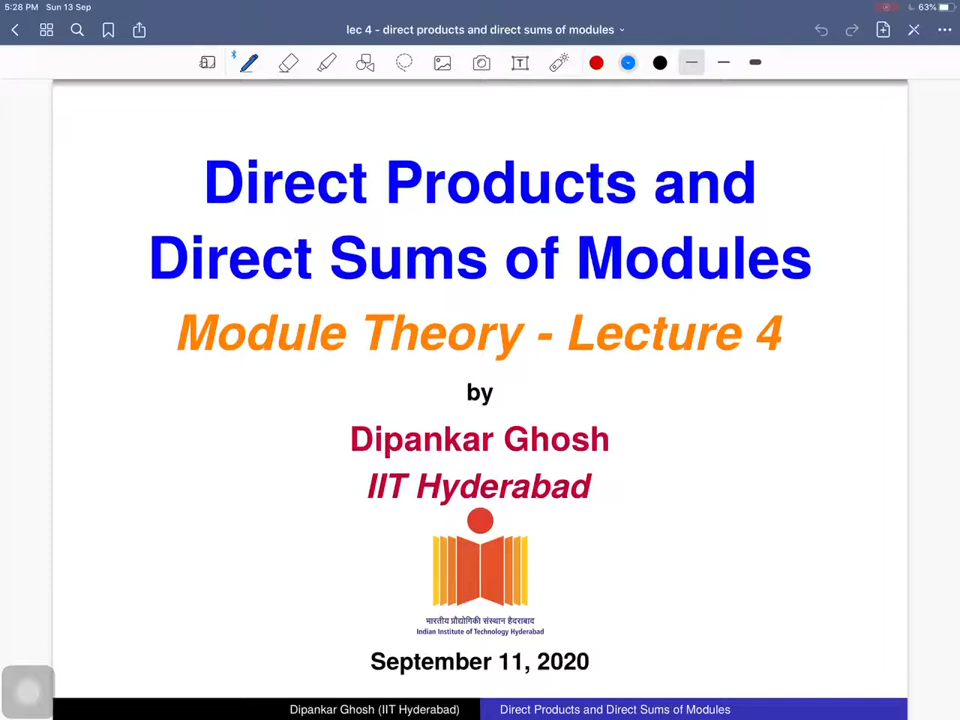 5:28 PM Sun 13 Sep
63%
lec 4 - direct products and direct sums of modules
T
Direct Products and
Direct Sums of Modules
Module Theory - Lecture 4
by
Dipankar Ghosh
IIT Hyderabad
भारतीय प्रौद्योगिकी संस्थान हैदराबाद
Indian Institute of Technology Hyderabad
September 11, 2020
Dipankar Ghosh (IIT Hyderabad)
Direct Products and Direct Sums of Modules